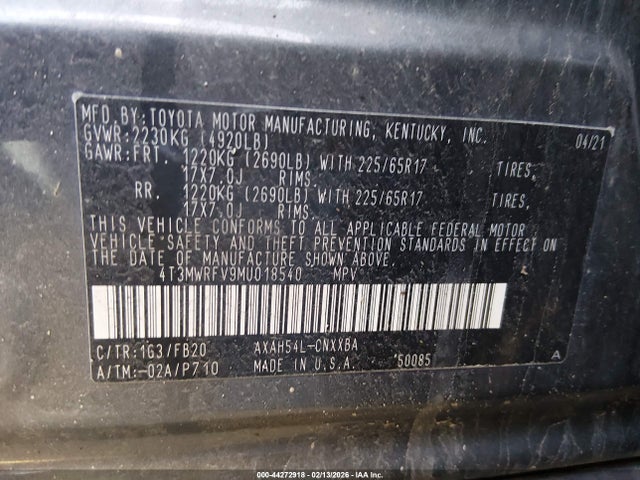 MFD.BY:TOYOTA MOTOR MANUFACTURING, KENTUCKY, INC.
GVWR:2230KG (4920LB) 04/21
GAWR:FRT. 1220KG (2690LB) WITH 225/65R17 TIRES,
17X7.0J RIMS.
RR. 1220KG (2690LB) WITH 225/65R17 TIRES,
17X7.0J RIMS.
THIS VEHICLE CONFORMS TO ALL APPLICABLE FEDERAL MOTOR
VEHICLE SAFETY AND THEFT PREVENTION STANDARDS IN EFFECT ON
THE DATE OF MANUFACTURE SHOWN ABOVE.
4T3MWRFV9MU018540 MPV
C/TR:1G3/FB20 AXAH54L-CNXXBA
A/TM:-02A/P710 MADE IN U.S.A. '50085 A
000-44272918 - 02/13/2026 - IAA Inc.